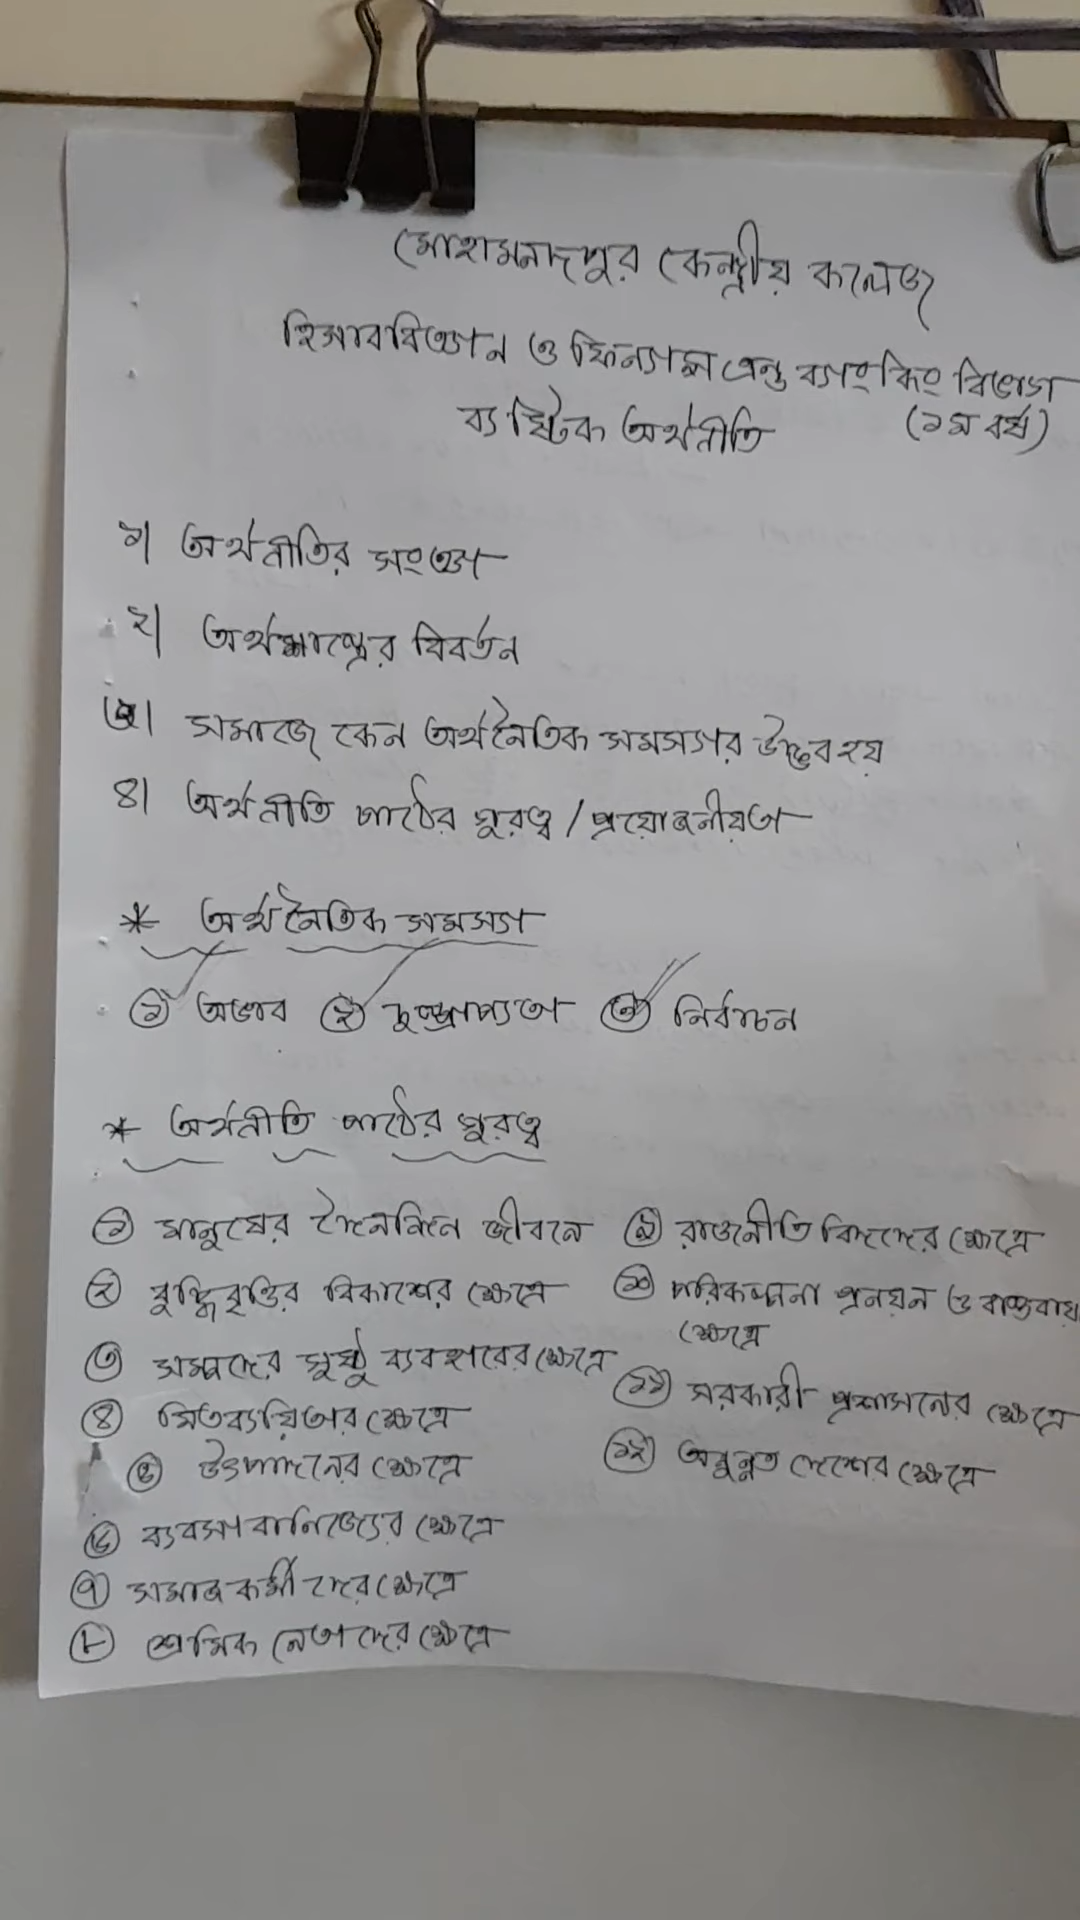 মোহাম্মদপুর কেন্দ্রীয় কলেজ
হিসাববিজ্ঞান ও ফিন্যান্স এন্ড ব্যাংকিং বিভাগ
ব্যষ্টিক অর্থনীতি (১ম বর্ষ)
১| অর্থনীতির সংজ্ঞা
২| অর্থশাস্ত্রের বিবর্তন
৩| সমাজে কেন অর্থনৈতিক সমস্যার উদ্ভব হয়
৪| অর্থনীতি পাঠের গুরত্ব / প্রয়োজনীয়তা
* অর্থনৈতিক সমস্যা
১ অভাব ২ দুষ্প্রাপ্যতা ৩ নির্বাচন
* অর্থনীতি পাঠের গুরত্ব
১ মানুষের দৈনন্দিন জীবনে
২ বুদ্ধিবৃত্তির বিকাশের ক্ষেত্রে
৩ সম্পদের সুষ্ঠু ব্যবহারের ক্ষেত্রে
৪ মিতব্যয়িতার ক্ষেত্রে
৫ উৎপাদনের ক্ষেত্রে
৬ ব্যবসা বানিজ্যের ক্ষেত্রে
৭ সমাজকর্মী দের ক্ষেত্রে
৮ শ্রমিক নেতাদের ক্ষেত্রে
৯ রাজনীতি বিদদের ক্ষেত্রে
১০ পরিকল্পনা প্রনয়ন ও বাস্তবায়
ক্ষেত্রে
১১ সরকারী প্রশাসনের ক্ষেত্রে
১২ অনুন্নত দেশের ক্ষেত্রে